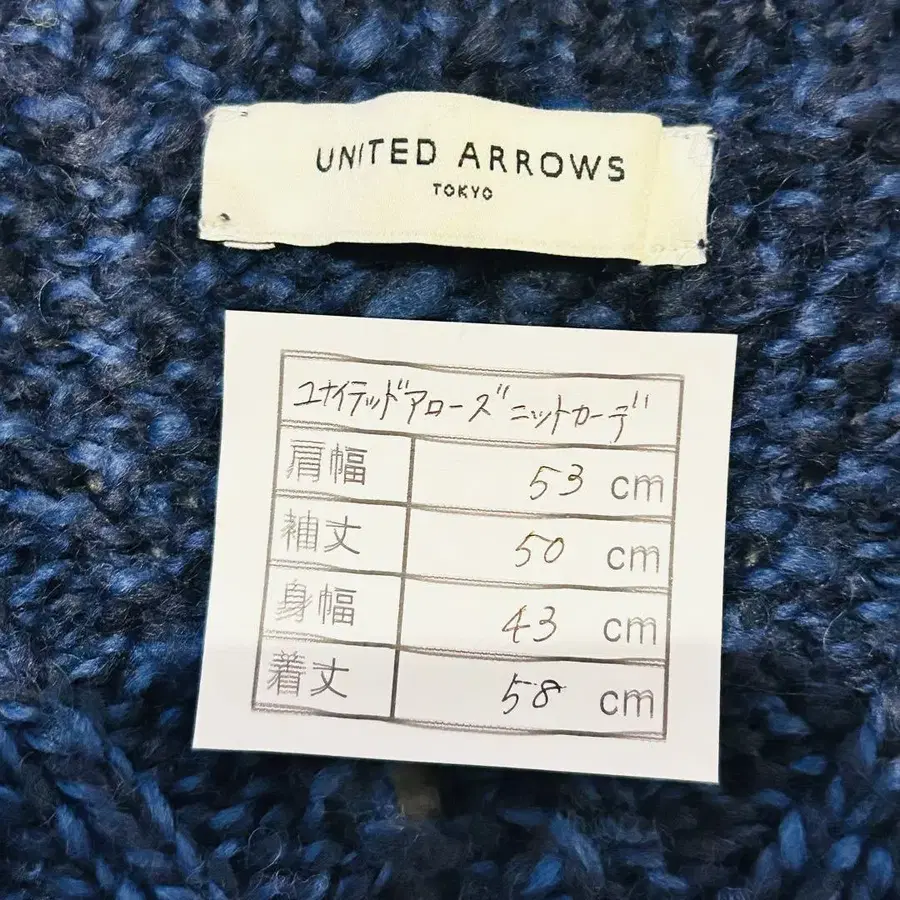 UNITED ARROWS
TOKYO
ユナイテッドアローズ ニットカーデ
肩幅 53 cm
袖丈 50 cm
身幅 43 cm
着丈 58 cm